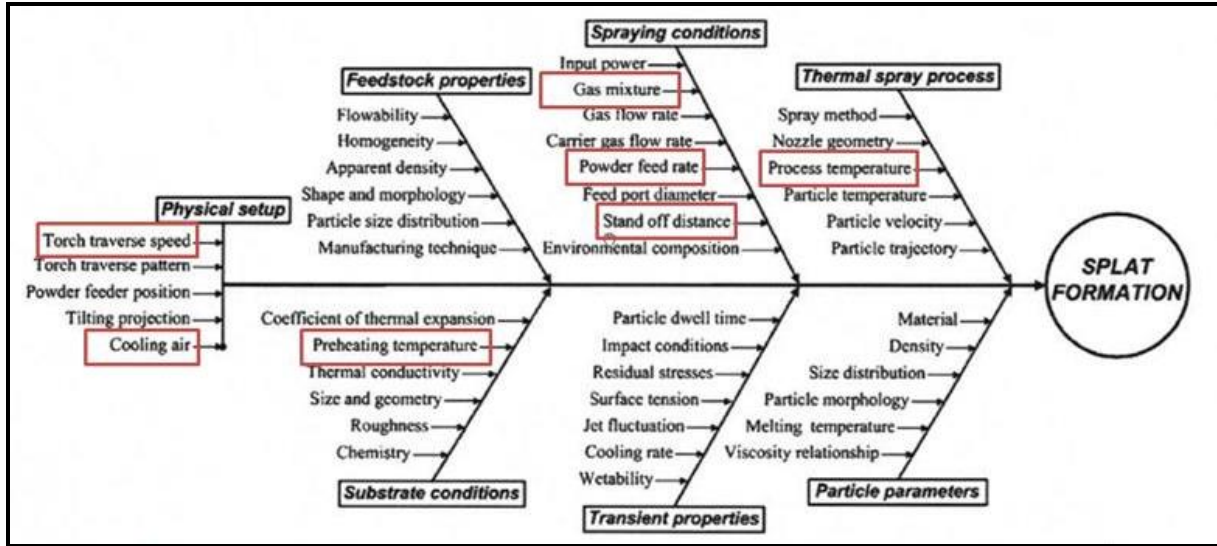 Spraying conditions
Input power
Gas mixture
Gas flow rate
Carrier gas flow rate
Powder feed rate
Feed port diameter
Stand off distance
Environmental composition
Feedstock properties
Flowability
Homogeneity
Apparent density
Shape and morphology
Particle size distribution
Manufacturing technique
Thermal spray process
Spray method
Nozzle geometry
Process temperature
Particle temperature
Particle velocity
Particle trajectory
Physical setup
Torch traverse speed
Torch traverse pattern
Powder feeder position
Tilting projection
Cooling air
SPLAT
FORMATION
Coefficient of thermal expansion
Preheating temperature
Thermal conductivity
Size and geometry
Roughness
Chemistry
Substrate conditions
Particle dwell time
Impact conditions
Residual stresses
Surface tension
Jet fluctuation
Cooling rate
Wetability
Transient properties
Material
Density
Size distribution
Particle morphology
Melting temperature
Viscosity relationship
Particle parameters